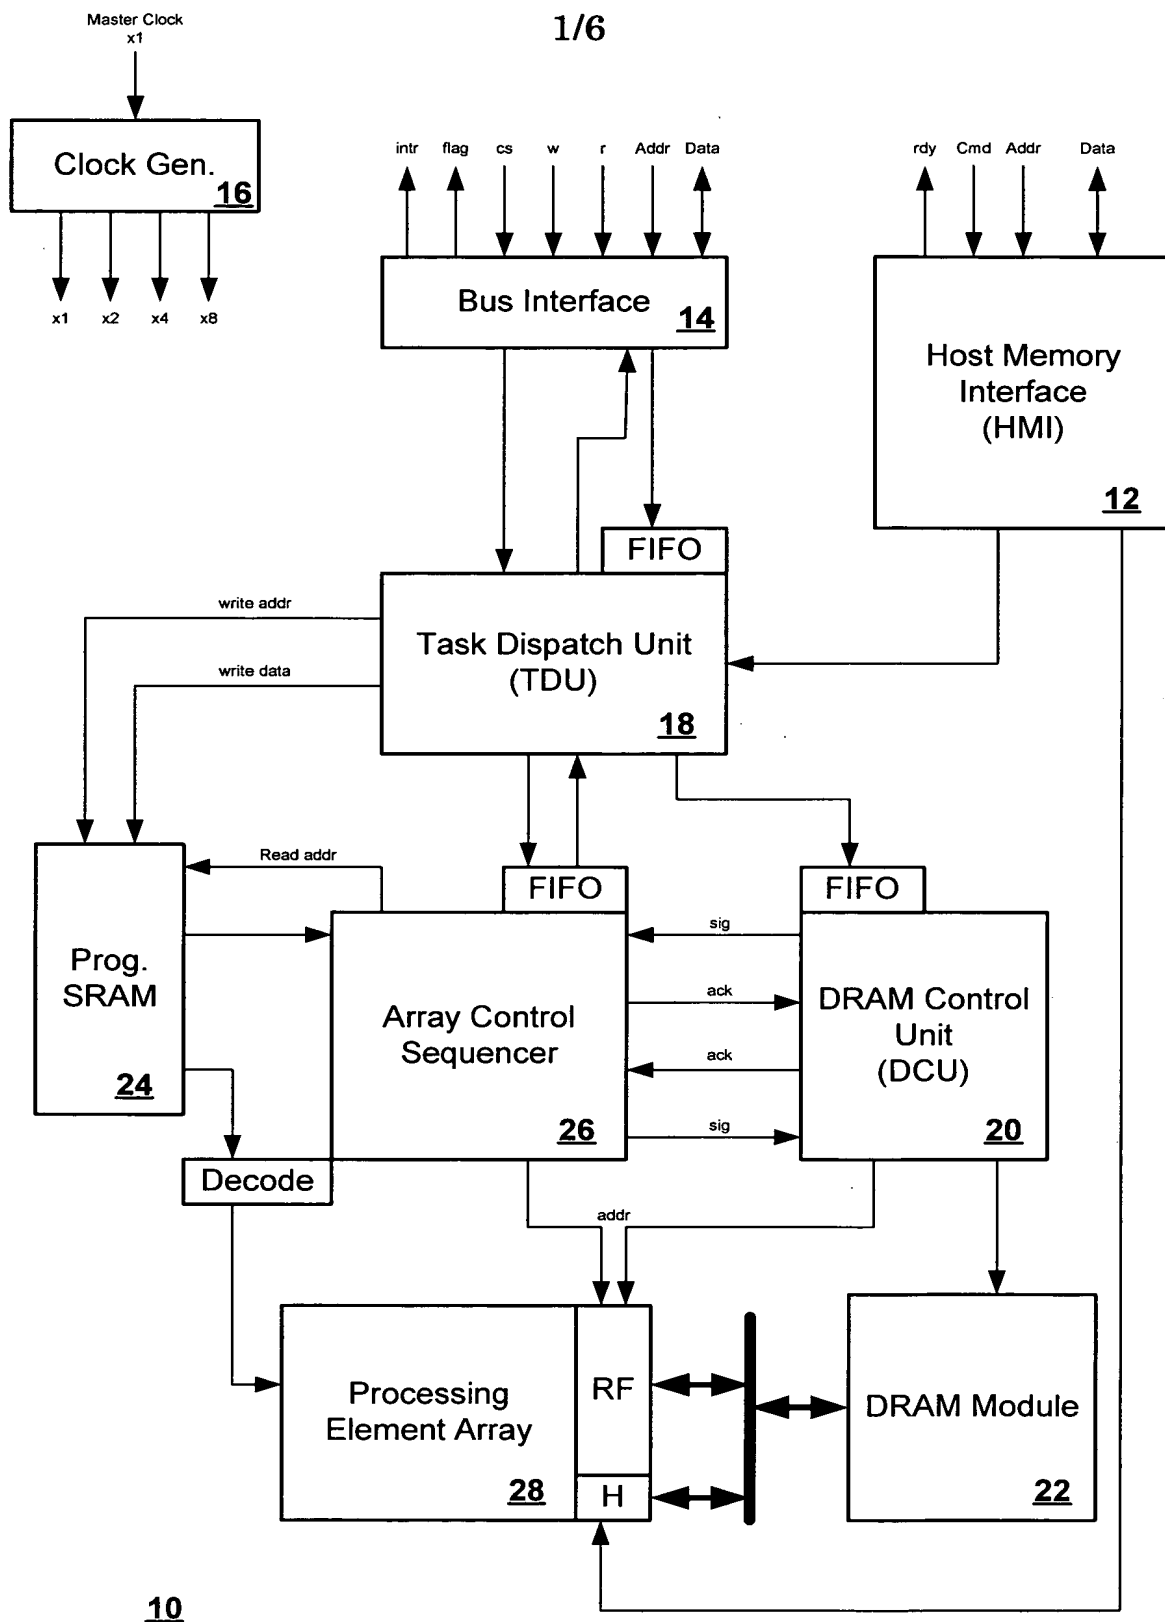 1/6
Master Clock
x1
Clock Gen.
16
x1 x2 x4 x8
intr flag cs w r Addr Data
Bus Interface
14
rdy Cmd Addr Data
Host Memory
Interface
(HMI)
12
FIFO
Task Dispatch Unit
(TDU)
18
write addr
write data
Read addr
Prog.
SRAM
24
FIFO
Array Control
Sequencer
26
sig
ack
ack
sig
FIFO
DRAM Control
Unit
(DCU)
20
Decode
addr
Processing
Element Array
28
RF
H
DRAM Module
22
10